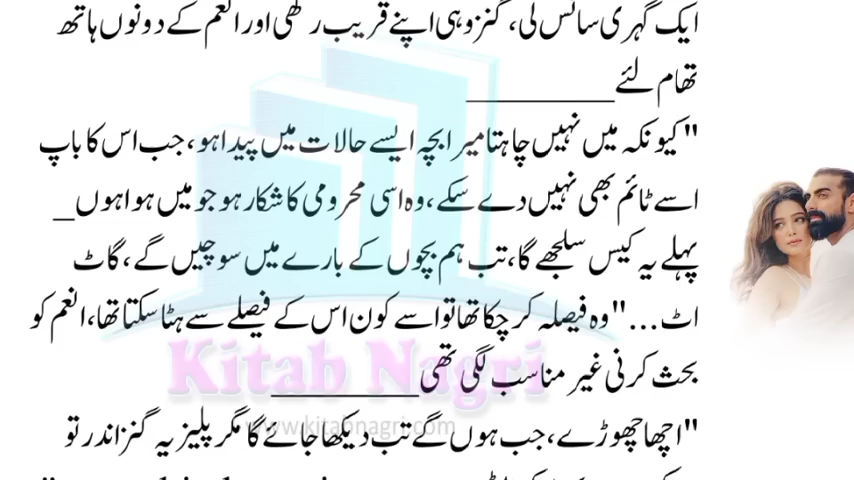 ایک گہری سانس لی، گنز وہی اپنے قریب رکھی اور انعم کے دونوں ہاتھ
تھام لئے__________
"کیونکہ میں نہیں چاہتا میرا بچہ ایسے حالات میں پیدا ہو، جب اس کا باپ
اسے ٹائم بھی نہیں دے سکے، وہ اسی محرومی کا شکار ہو جو میں ہوا ہوں_
پہلے یہ کیس سلجھے گا، تب ہم بچوں کے بارے میں سوچیں گے، گاٹ
اٹ..." وہ فیصلہ کر چکا تھا تو اسے کون اس کے فیصلے سے ہٹا سکتا تھا، انعم کو
بحث کرنی غیر مناسب لگی تھی__________
Kitab Nagri
"اچھا چھوڑے، جب ہوں گے تب دیکھا جائے گا مگر پلیز یہ گنز اندر تو
www.kitabnagri.com